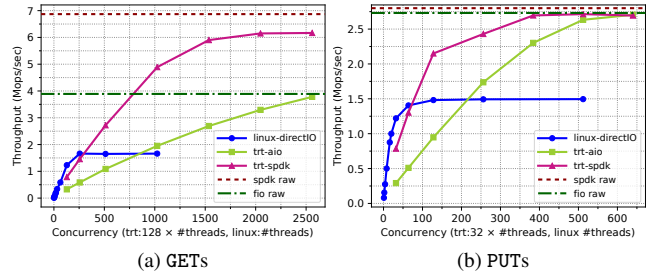 Throughput (Mops/sec)
7
6
5
4
3
2
1
0
linux-directIO
trt-aio
trt-spdk
spdk raw
fio raw
0 500 1000 1500 2000 2500
Concurrency (trt:128 × #threads, linux:#threads)
(a) GETs
Throughput (Mops/sec)
2.5
2.0
1.5
1.0
0.5
0.0
linux-directIO
trt-aio
trt-spdk
spdk raw
fio raw
0 100 200 300 400 500 600
Concurrency (trt:32 × #threads, linux #threads)
(b) PUTs